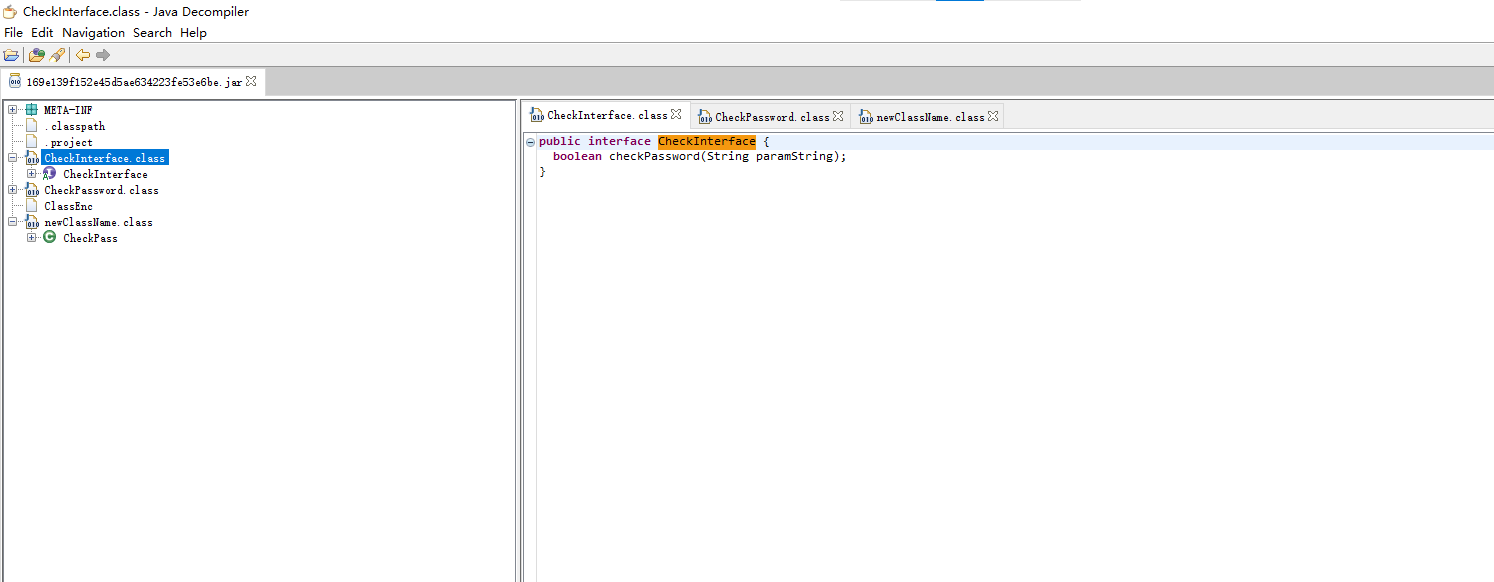 CheckInterface.class - Java Decompiler
File Edit Navigation Search Help
169e139f152e45d5ae634223fe53e6be.jar
META-INF
.classpath
.project
CheckInterface.class
CheckInterface
CheckPassword.class
ClassEnc
newClassName.class
CheckPass
CheckInterface.class CheckPassword.class newClassName.class
public interface CheckInterface {
boolean checkPassword(String paramString);
}